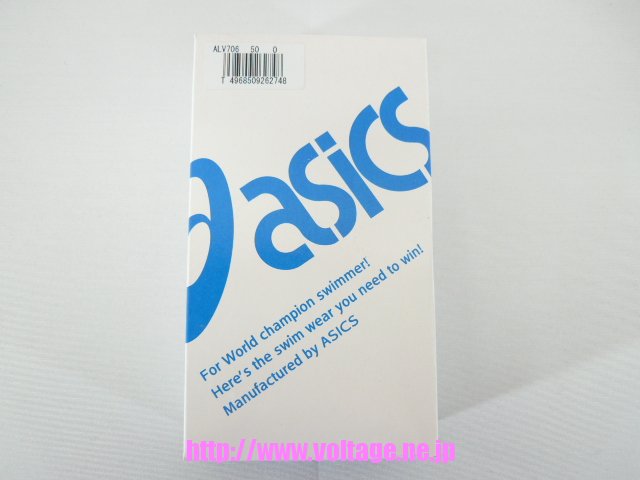 ALV706 50 0
T 4968509262748
asics
For World champion swimmer!
Here's the swim wear you need to win!
Manufactured by ASICS
http://www.voltage.ne.jp